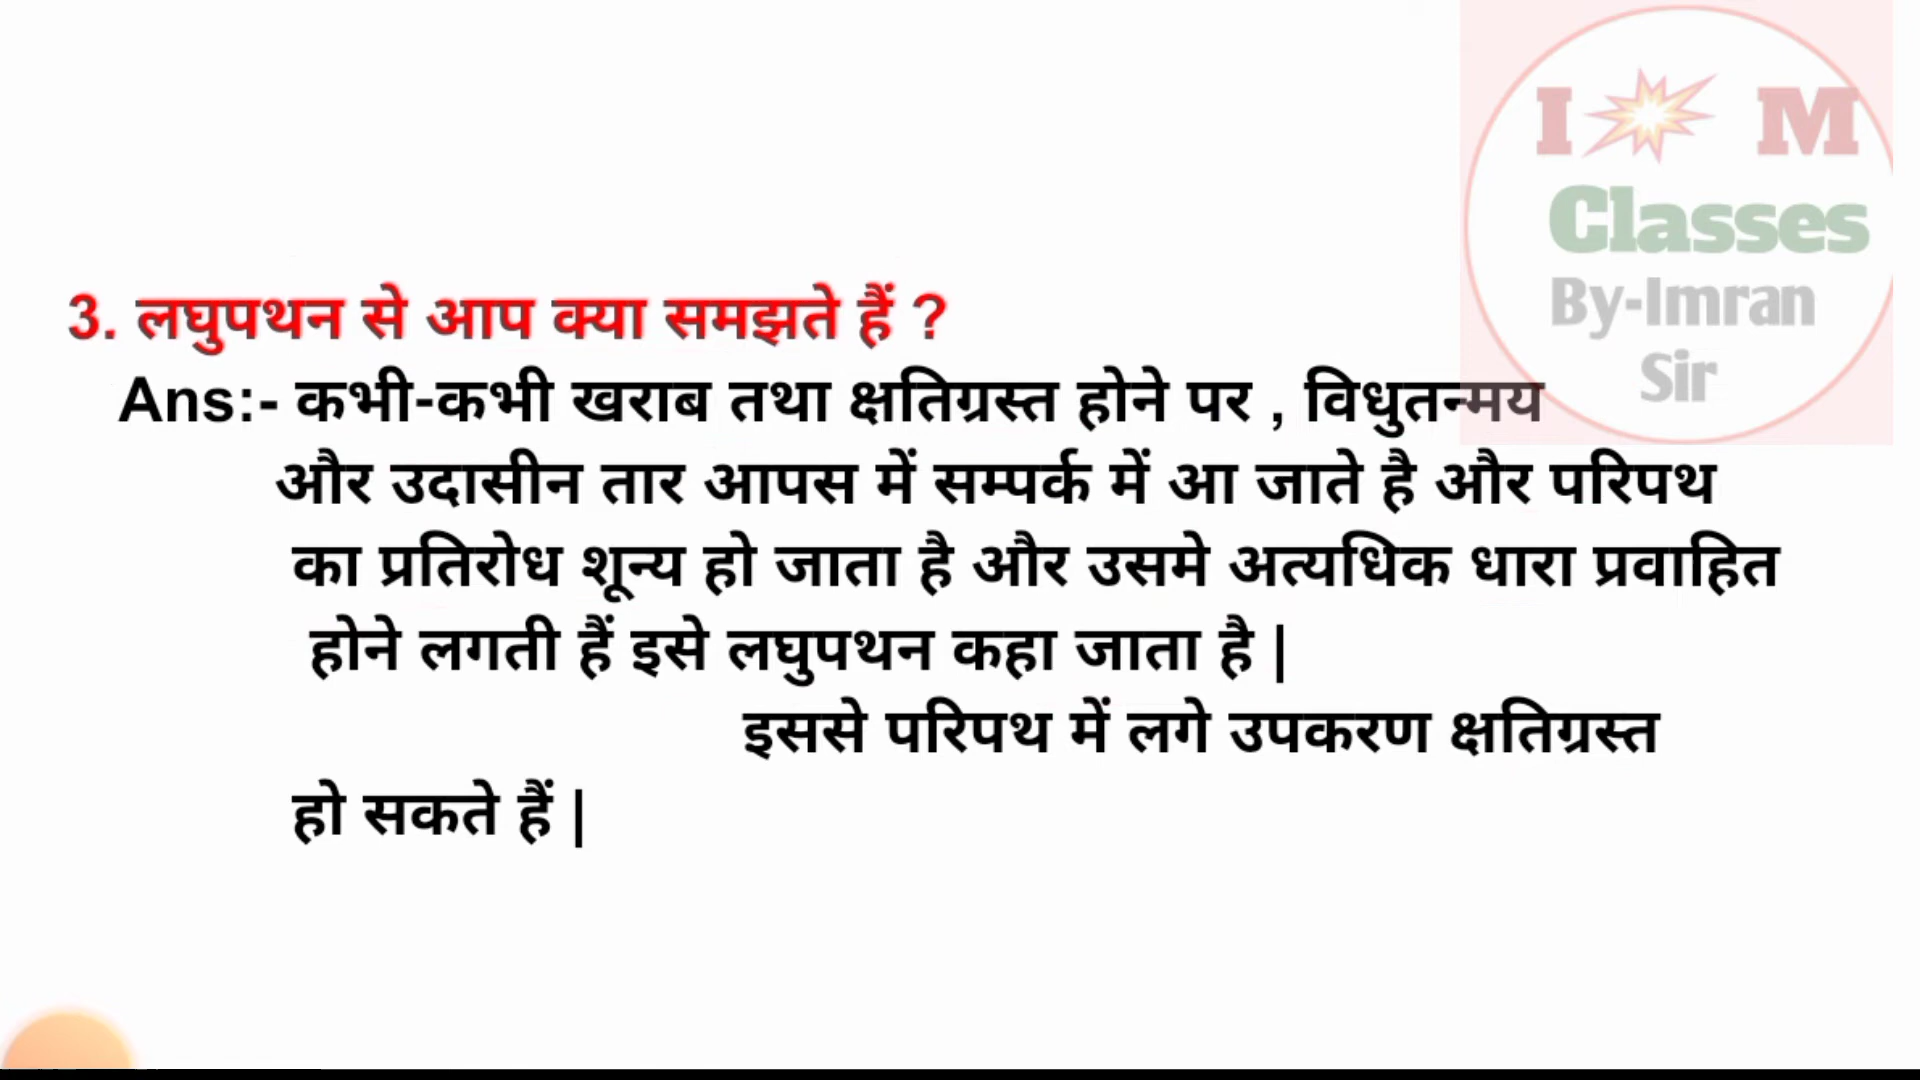 I M
Classes
By-Imran
Sir
3. लघुपथन से आप क्या समझते हैं ?
Ans:- कभी-कभी खराब तथा क्षतिग्रस्त होने पर , विधुतन्मय
और उदासीन तार आपस में सम्पर्क में आ जाते है और परिपथ
का प्रतिरोध शून्य हो जाता है और उसमे अत्यधिक धारा प्रवाहित
होने लगती हैं इसे लघुपथन कहा जाता है |
इससे परिपथ में लगे उपकरण क्षतिग्रस्त
हो सकते हैं |